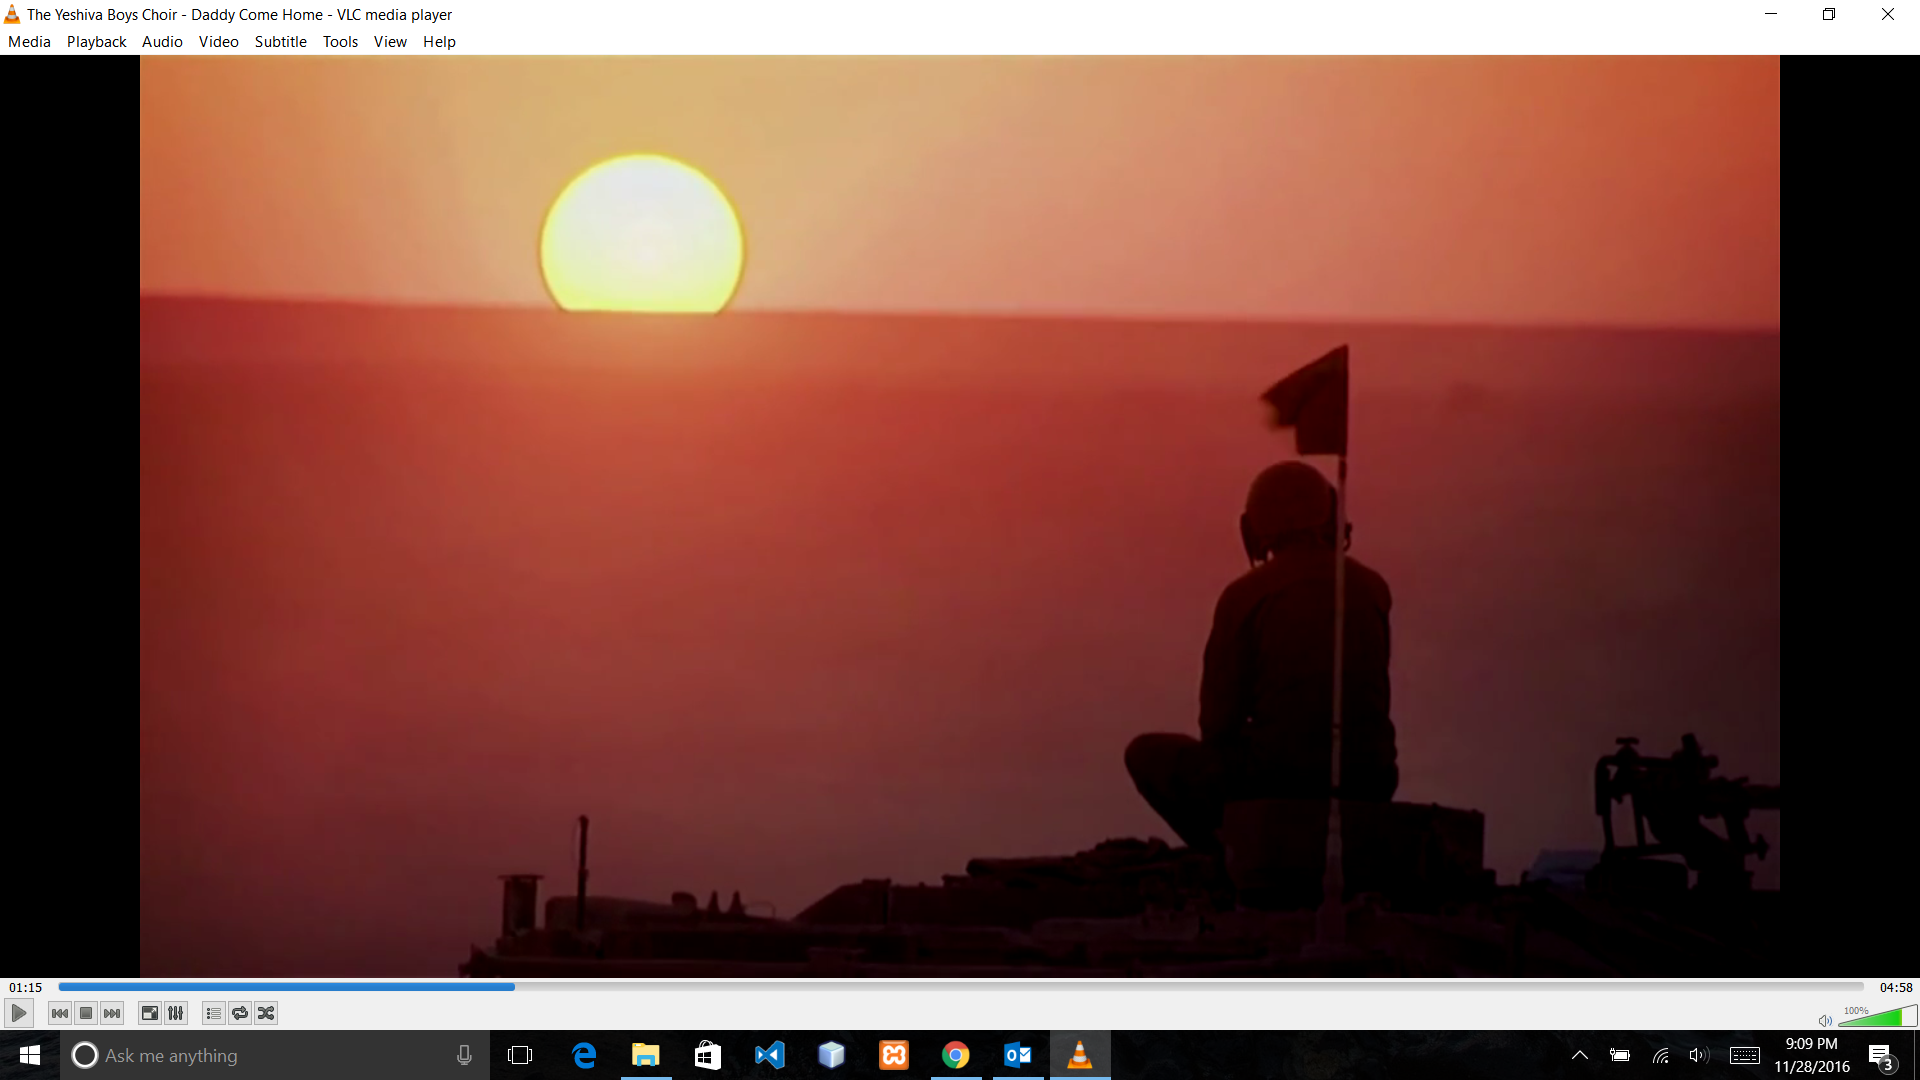 The Yeshiva Boys Choir - Daddy Come Home - VLC media player
Media Playback Audio Video Subtitle Tools View Help
01:15 04:58
100%
Ask me anything
9:09 PM
11/28/2016
3